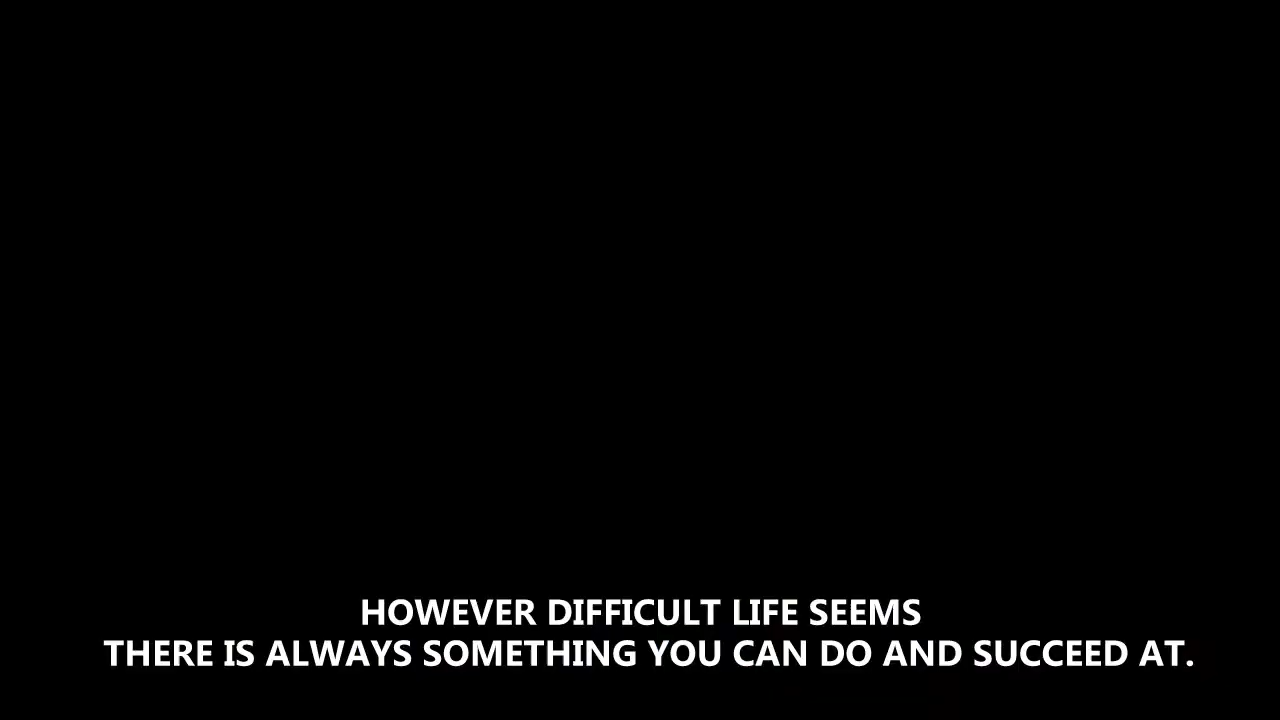 HOWEVER DIFFICULT LIFE SEEMS
THERE IS ALWAYS SOMETHING YOU CAN DO AND SUCCEED AT.